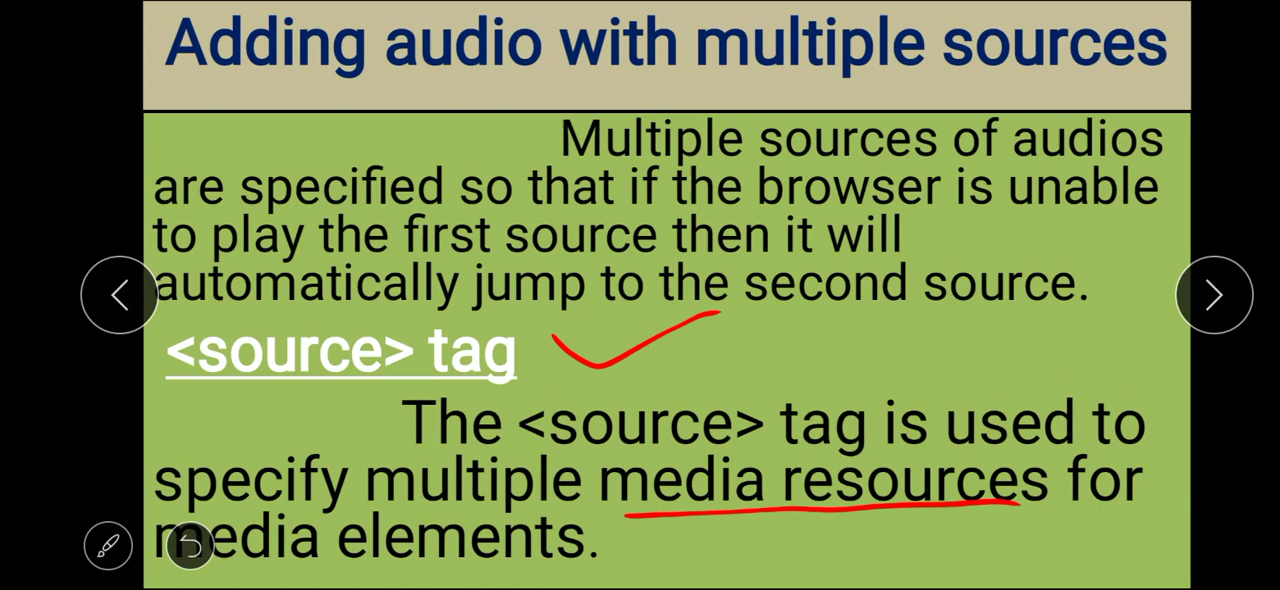 Adding audio with multiple sources
Multiple sources of audios
are specified so that if the browser is unable
to play the first source then it will
automatically jump to the second source.
<source> tag
The <source> tag is used to
specify multiple media resources for
media elements.